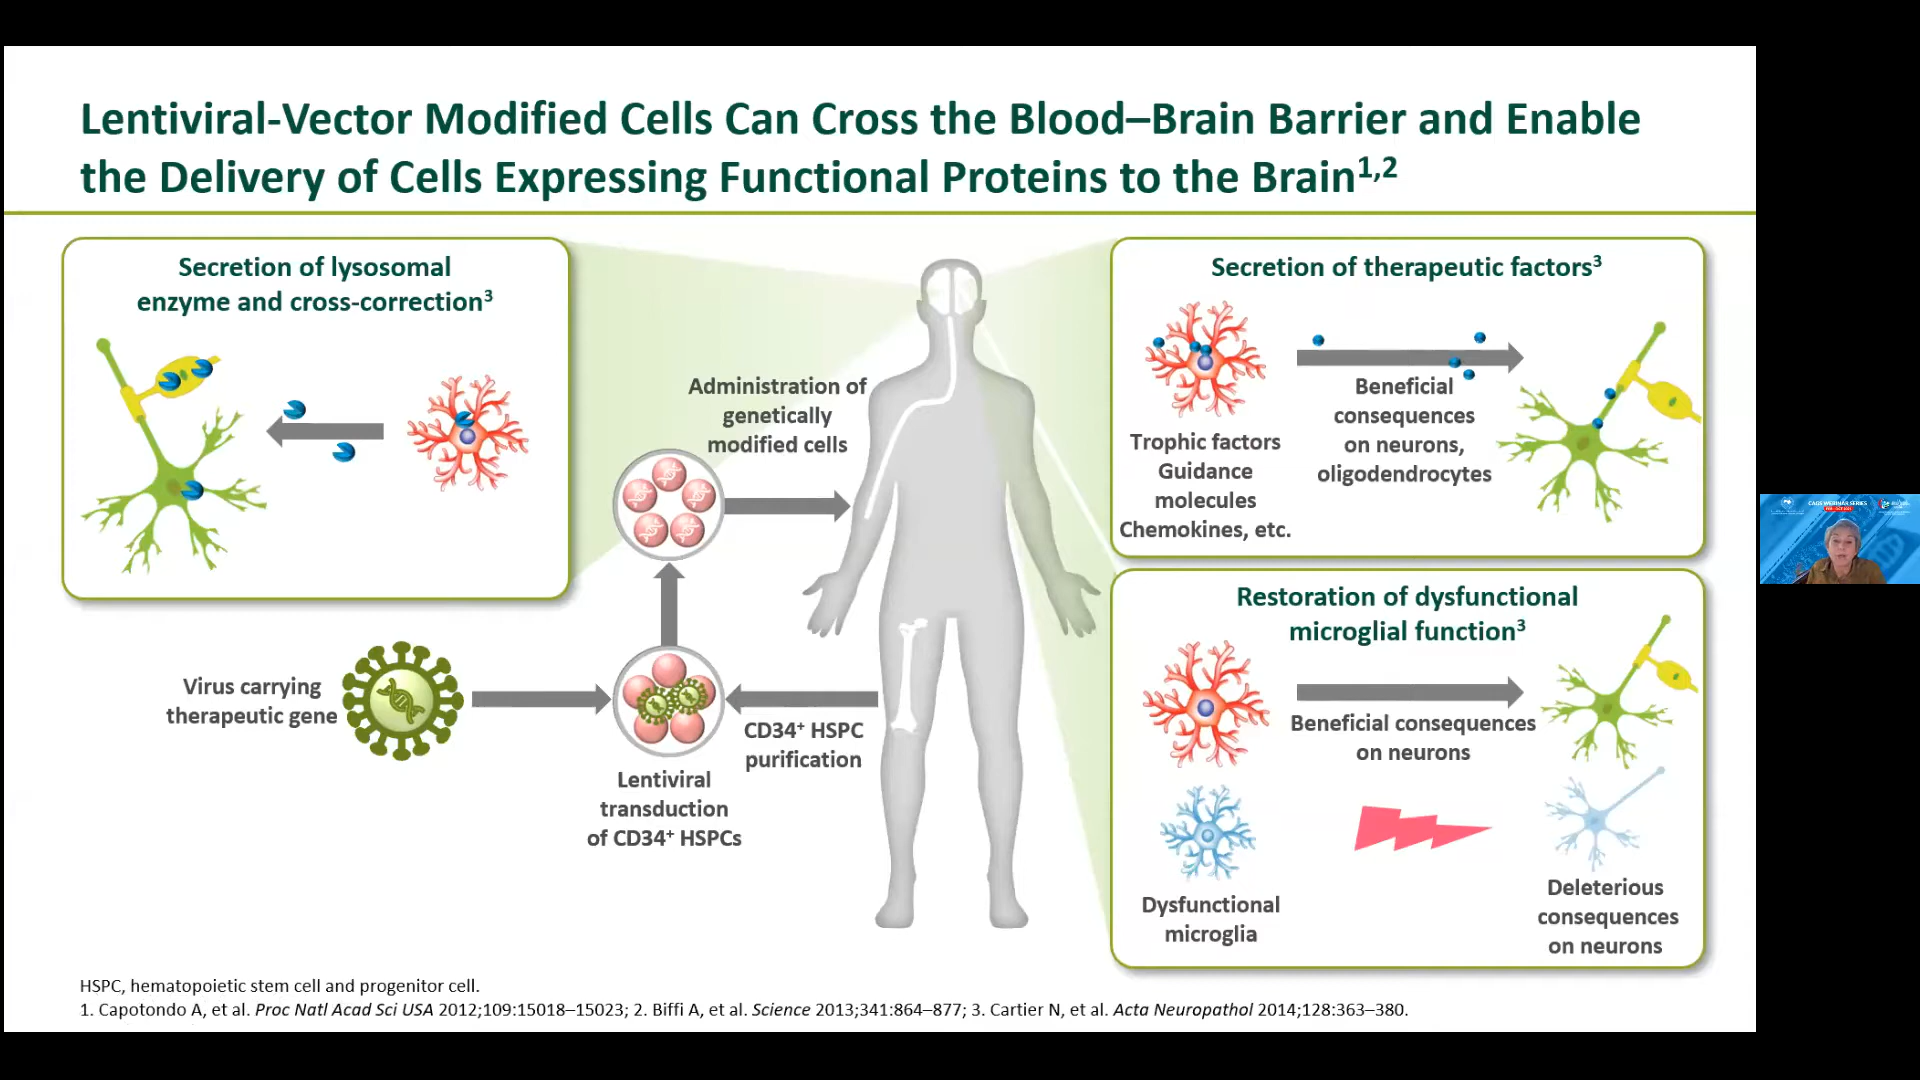 Lentiviral-Vector Modified Cells Can Cross the Blood–Brain Barrier and Enable
the Delivery of Cells Expressing Functional Proteins to the Brain1,2
Secretion of lysosomal
enzyme and cross-correction3
Administration of
genetically
modified cells
Virus carrying
therapeutic gene
CD34+ HSPC
purification
Lentiviral
transduction
of CD34+ HSPCs
Secretion of therapeutic factors3
Trophic factors
Guidance
molecules
Chemokines, etc.
Beneficial
consequences
on neurons,
oligodendrocytes
Restoration of dysfunctional
microglial function3
Beneficial consequences
on neurons
Dysfunctional
microglia
Deleterious
consequences
on neurons
HSPC, hematopoietic stem cell and progenitor cell.
1. Capotondo A, et al. Proc Natl Acad Sci USA 2012;109:15018–15023; 2. Biffi A, et al. Science 2013;341:864–877; 3. Cartier N, et al. Acta Neuropathol 2014;128:363–380.
CAGS WEBINAR SERIES